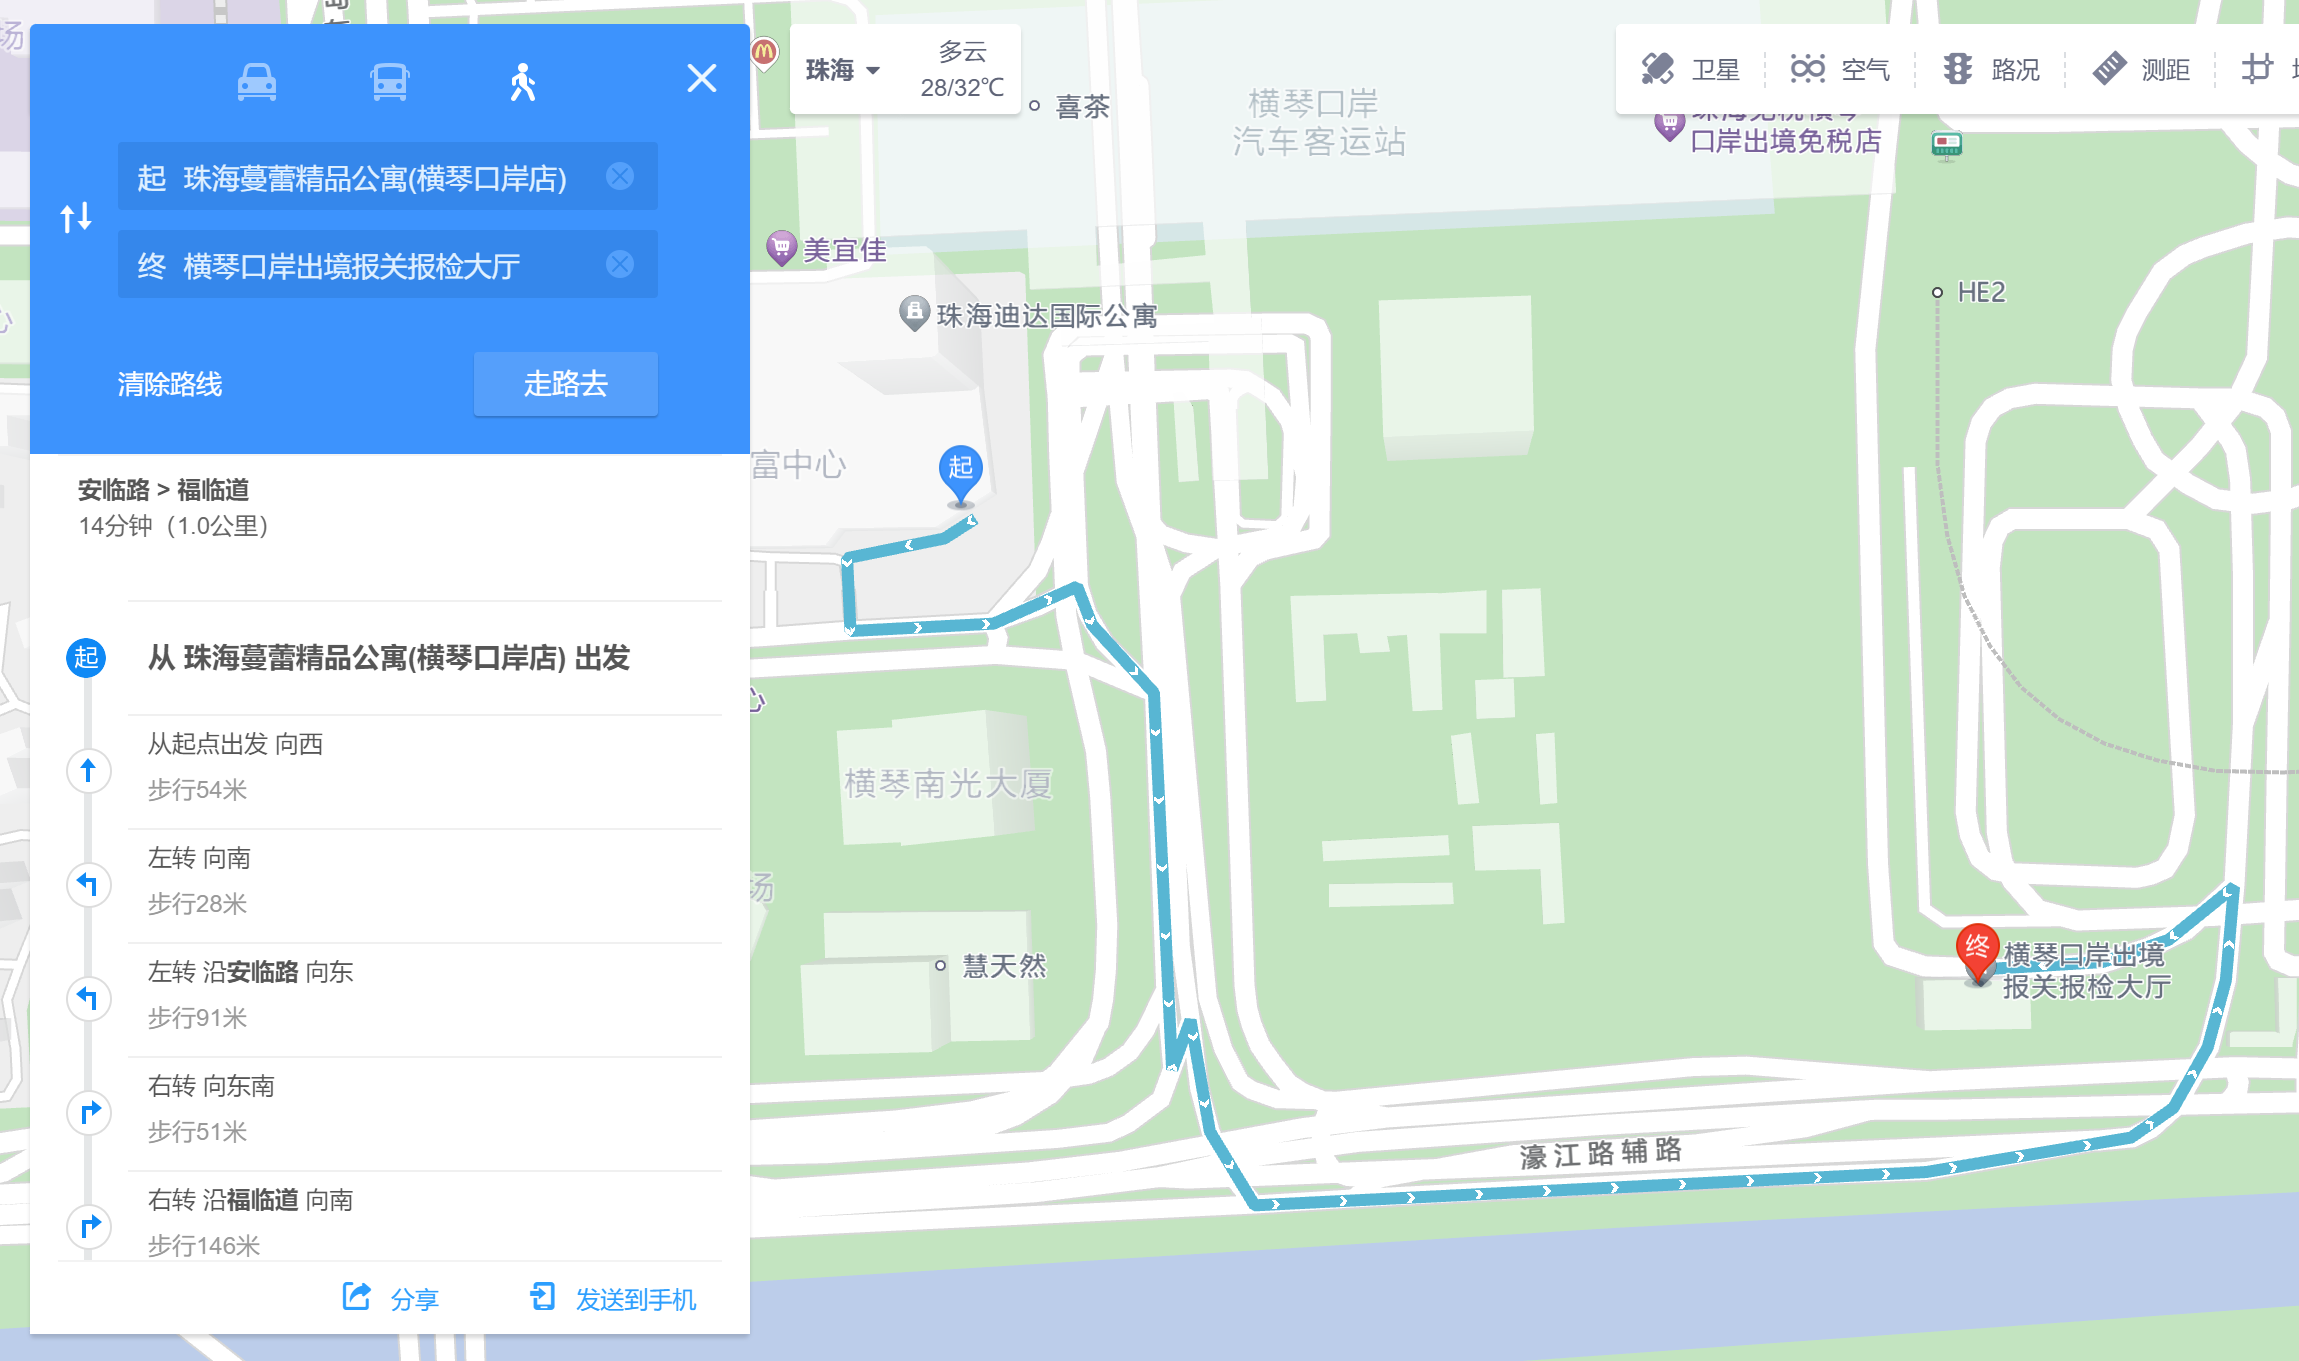 珠海蔓蕾精品公寓(横琴口岸店)
起
终 横琴口岸出境报关报检大厅
清除路线
走路去
安临路 > 福临道
14分钟（1.0公里）
起 从 珠海蔓蕾精品公寓(横琴口岸店) 出发
从起点出发 向西
步行54米
左转 向南
步行28米
左转 沿安临路 向东
步行91米
右转 向东南
步行51米
右转 沿福临道 向南
步行146米
分享
发送到手机
珠海
多云
28/32℃
卫星
空气
路况
测距
喜茶
横琴口岸
汽车客运站
口岸出境免税店
美宜佳
珠海迪达国际公寓
HE2
富中心
起
心
横琴南光大厦
场
慧天然
终
横琴口岸出境
报关报检大厅
濠江路辅路